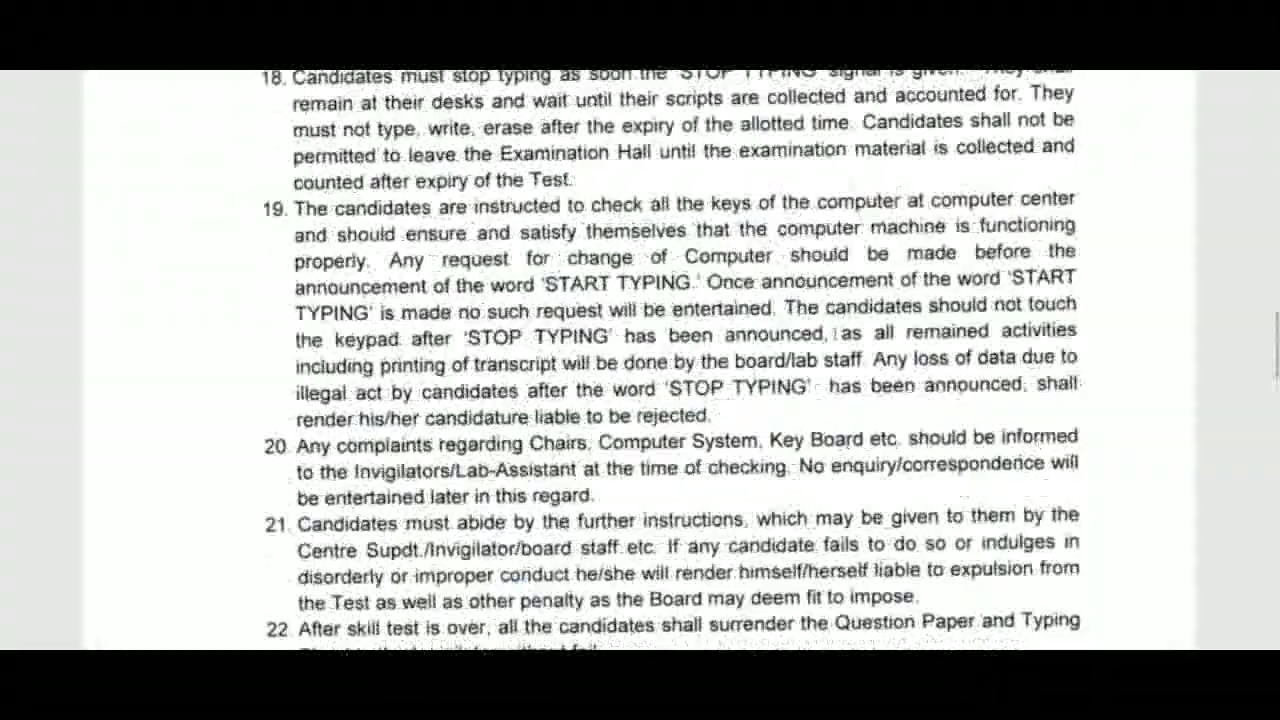 18. Candidates must stop typing as soon the 'STOP TYPING' signal is given. They shall
remain at their desks and wait until their scripts are collected and accounted for. They
must not type, write, erase after the expiry of the allotted time. Candidates shall not be
permitted to leave the Examination Hall until the examination material is collected and
counted after expiry of the Test.
19. The candidates are instructed to check all the keys of the computer at computer center
and should ensure and satisfy themselves that the computer machine is functioning
properly. Any request for change of Computer should be made before the
announcement of the word 'START TYPING.' Once announcement of the word 'START
TYPING' is made no such request will be entertained. The candidates should not touch
the keypad after 'STOP TYPING' has been announced, as all remained activities
including printing of transcript will be done by the board/lab staff. Any loss of data due to
illegal act by candidates after the word 'STOP TYPING' has been announced, shall
render his/her candidature liable to be rejected.
20. Any complaints regarding Chairs, Computer System, Key Board etc. should be informed
to the Invigilators/Lab-Assistant at the time of checking. No enquiry/correspondence will
be entertained later in this regard.
21. Candidates must abide by the further instructions, which may be given to them by the
Centre Supdt./Invigilator/board staff etc. If any candidate fails to do so or indulges in
disorderly or improper conduct he/she will render himself/herself liable to expulsion from
the Test as well as other penalty as the Board may deem fit to impose.
22. After skill test is over, all the candidates shall surrender the Question Paper and Typing